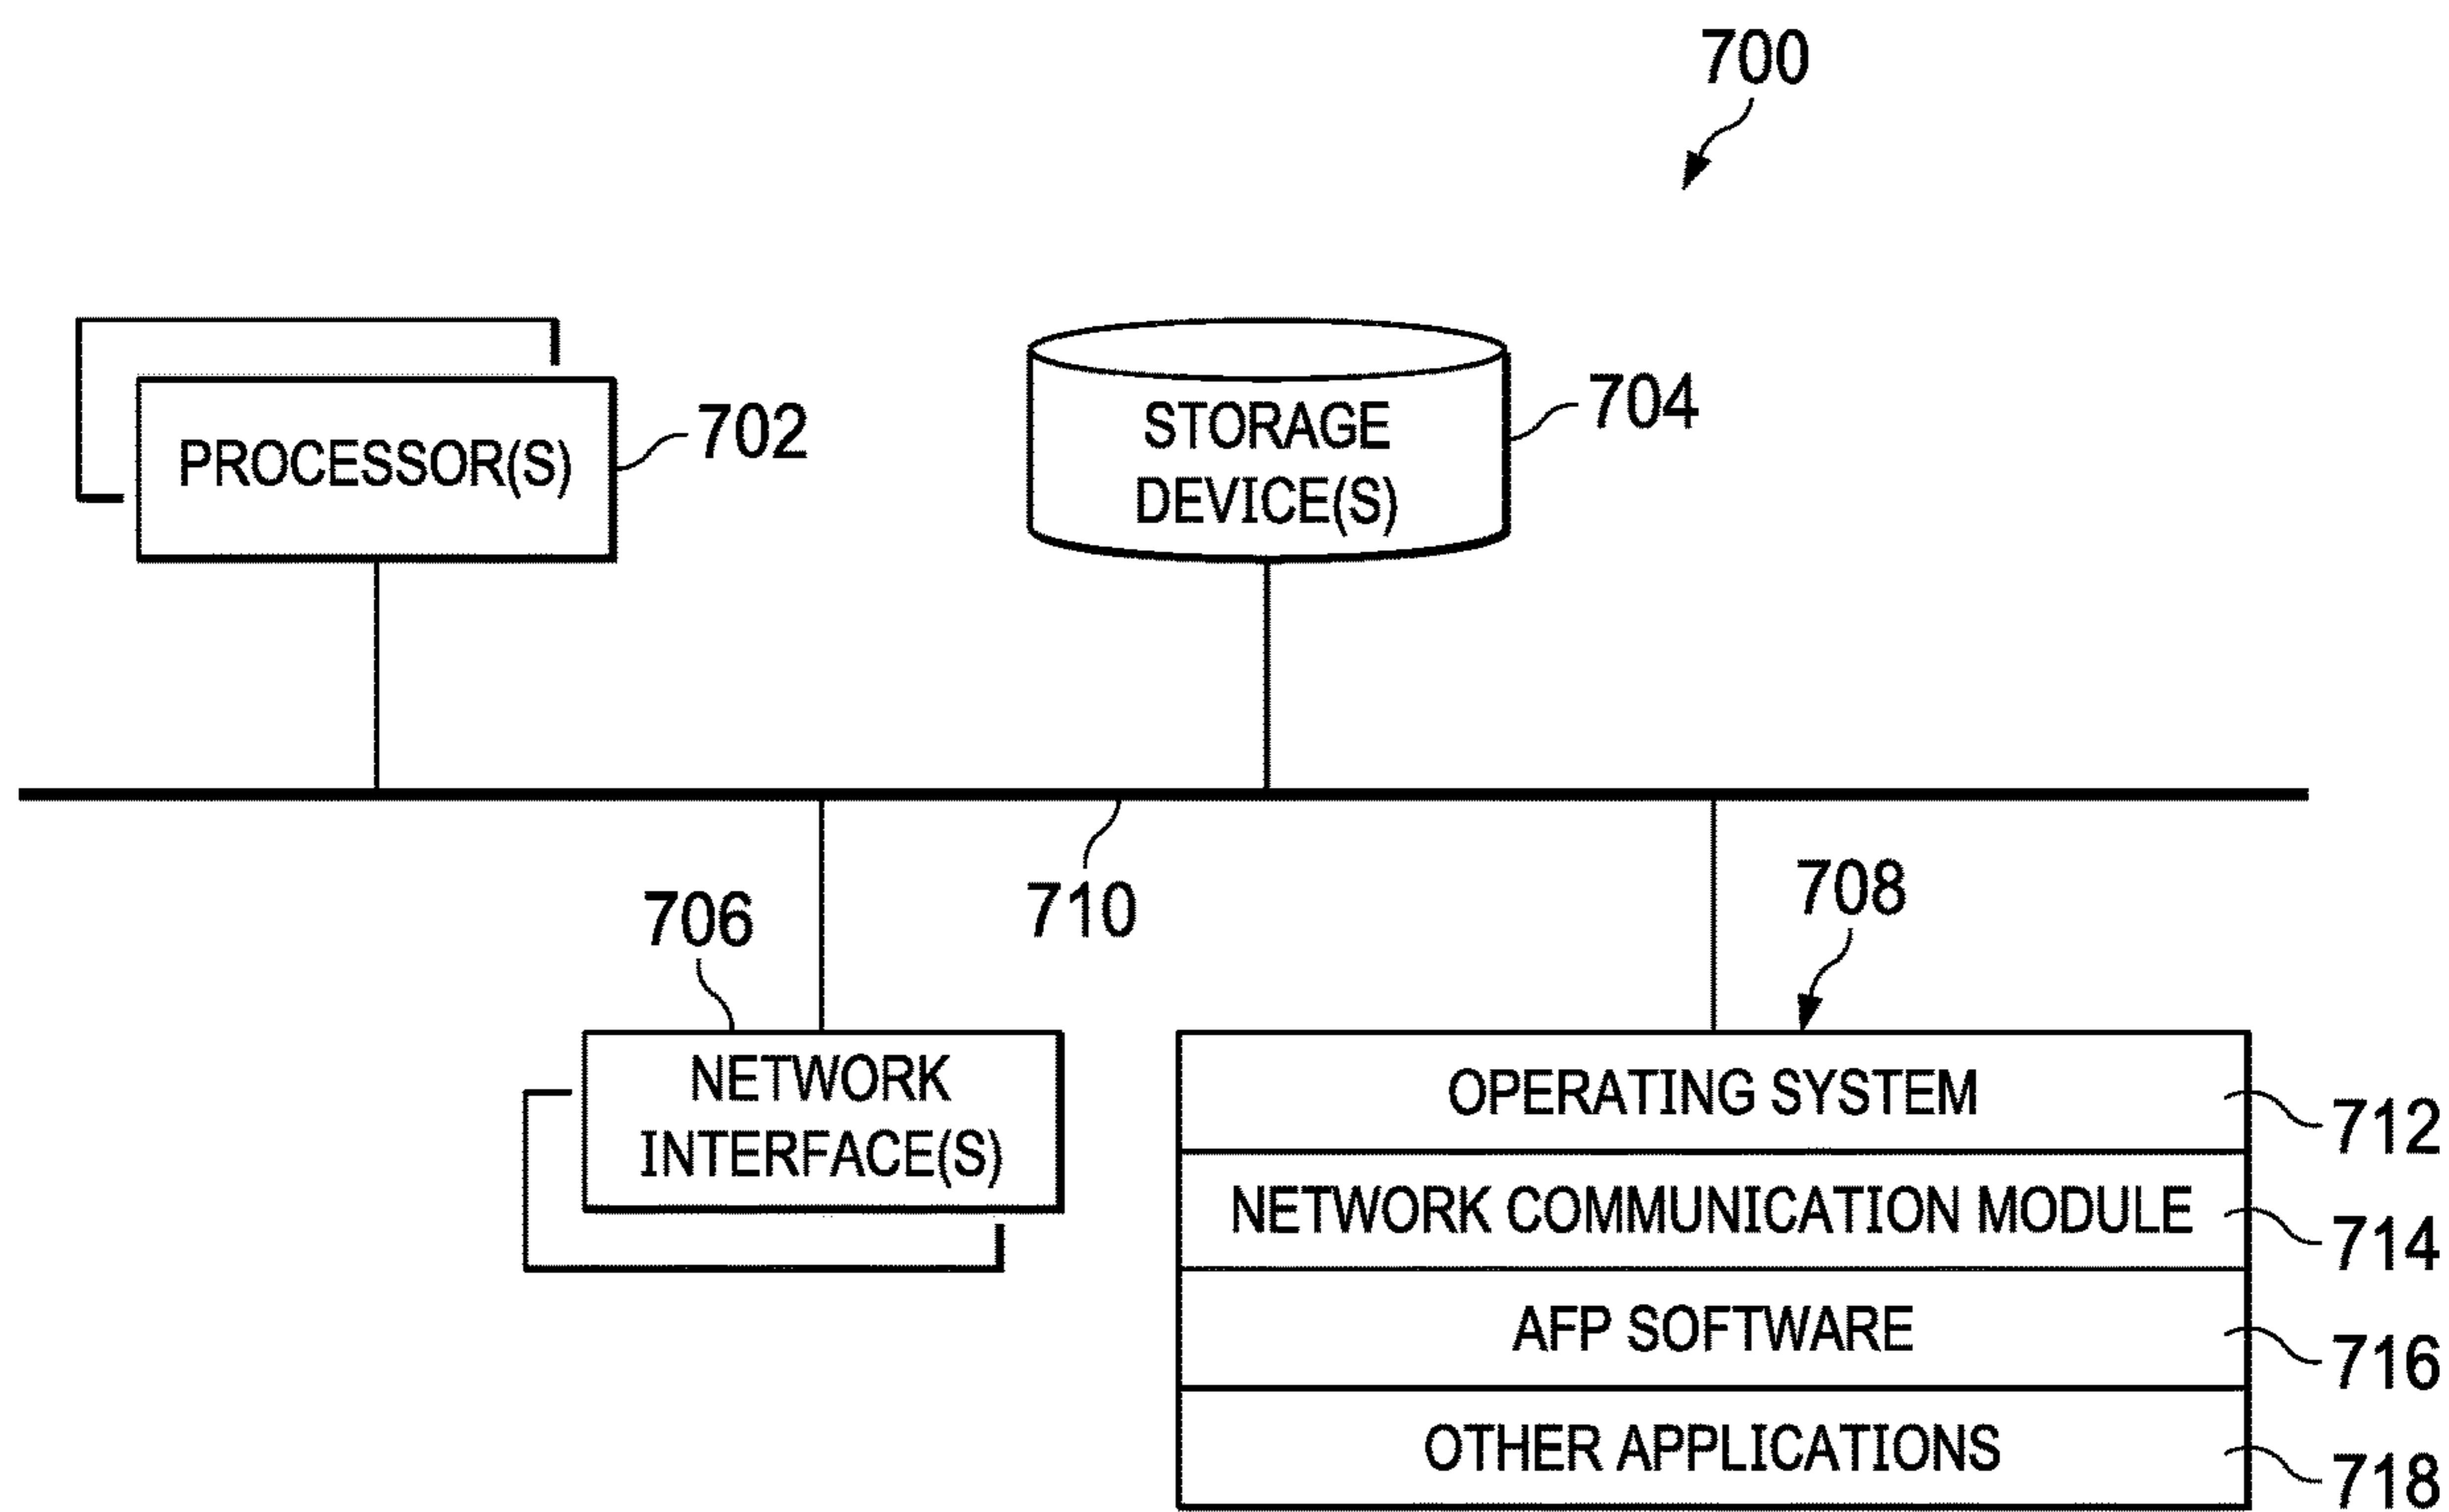 700
PROCESSOR(S)
702
STORAGE
DEVICE(S)
704
706
710
708
NETWORK
INTERFACE(S)
OPERATING SYSTEM
712
NETWORK COMMUNICATION MODULE
714
AFP SOFTWARE
716
OTHER APPLICATIONS
718